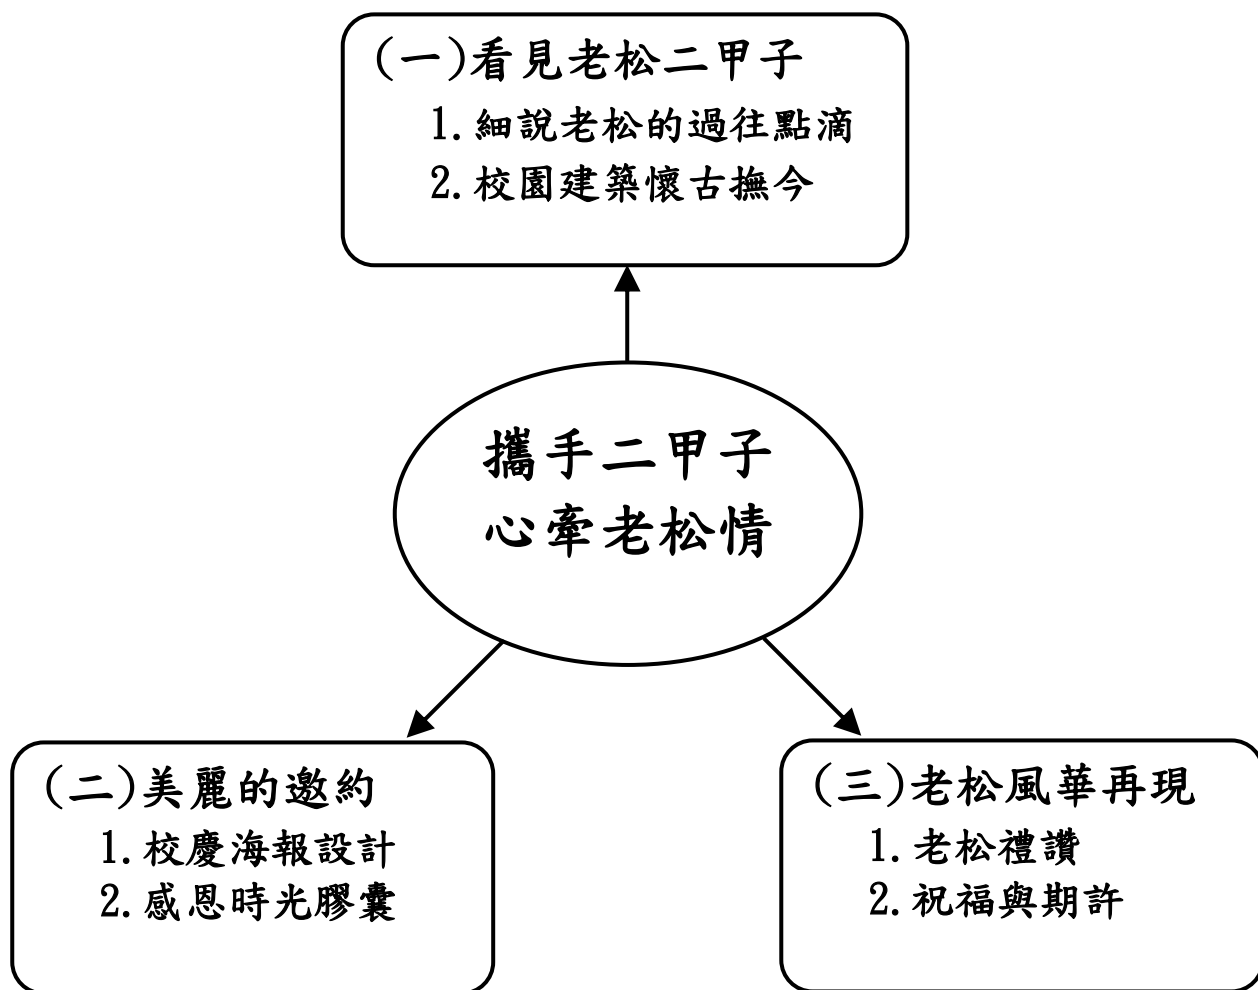 (一)看見老松二甲子
1.細說老松的過往點滴
2.校園建築懷古撫今
攜手二甲子
心牽老松情
(二)美麗的邀約
1.校慶海報設計
2.感恩時光膠囊
(三)老松風華再現
1.老松禮讚
2.祝福與期許